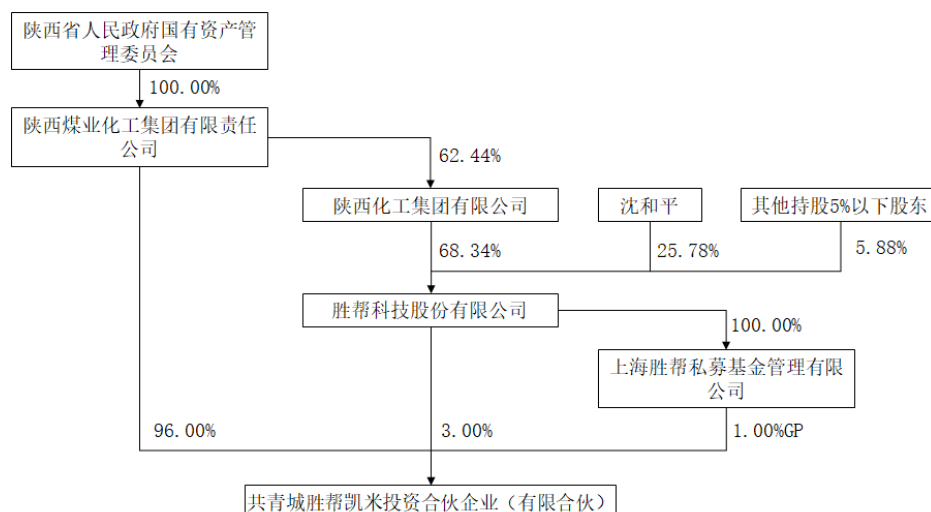 陕西省人民政府国有资产管
理委员会
100.00%
陕西煤业化工集团有限责任
公司
62.44%
陕西化工集团有限公司
沈和平
其他持股5%以下股东
68.34%
25.78%
5.88%
胜帮科技股份有限公司
100.00%
上海胜帮私募基金管理有限
公司
96.00%
3.00%
1.00%GP
共青城胜帮凯米投资合伙企业（有限合伙）